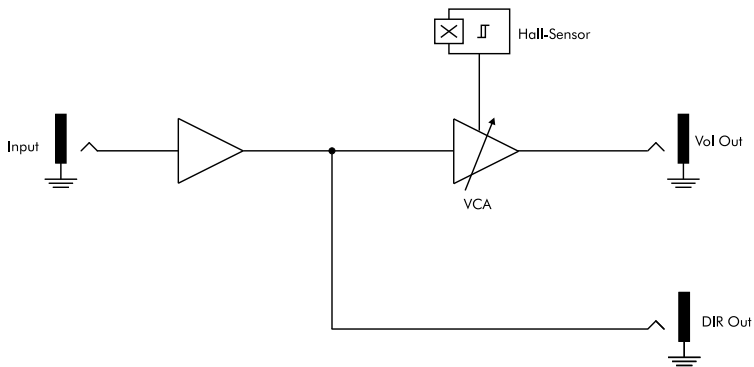 Hall-Sensor
Input
Vol Out
VCA
DIR Out